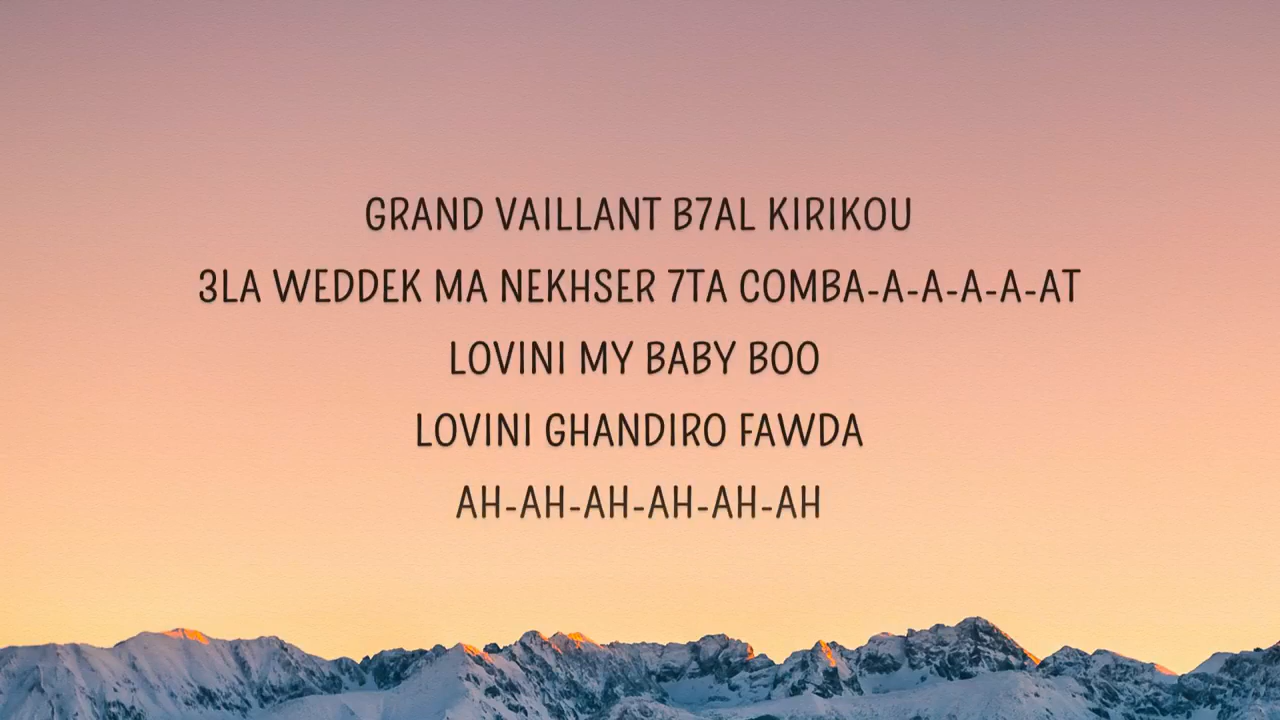 GRAND VAILLANT B7AL KIRIKOU
3LA WEDDEK MA NEKHSER 7TA COMBA-A-A-A-A-AT
LOVINI MY BABY BOO
LOVINI GHANDIRO FAWDA
AH-AH-AH-AH-AH-AH